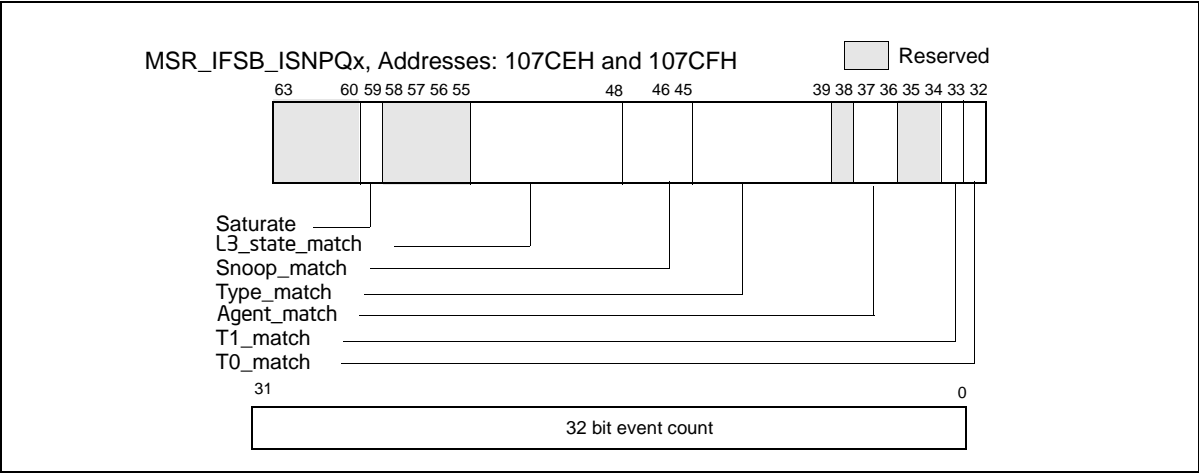 MSR_IFSB_ISNPQx, Addresses: 107CEH and 107CFH
Reserved
63 60 59 58 57 56 55 48 46 45 39 38 37 36 35 34 33 32
Saturate
L3_state_match
Snoop_match
Type_match
Agent_match
T1_match
T0_match
31 0
32 bit event count